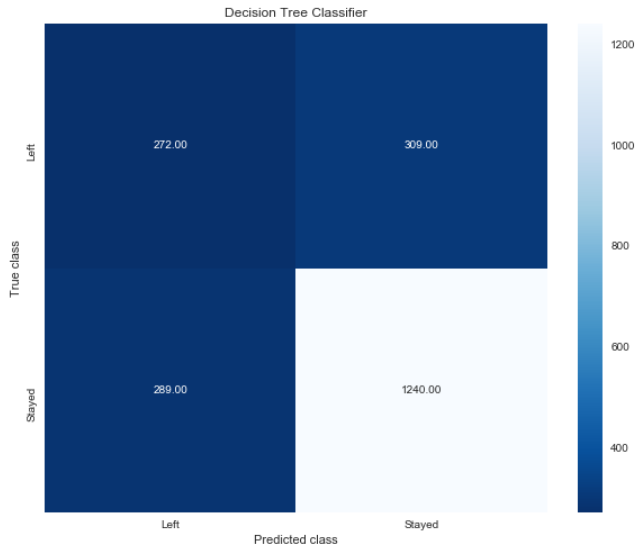 Decision Tree Classifier
Left
272.00
309.00
Stayed
289.00
1240.00
True class
Left
Stayed
Predicted class
1200
1000
800
600
400